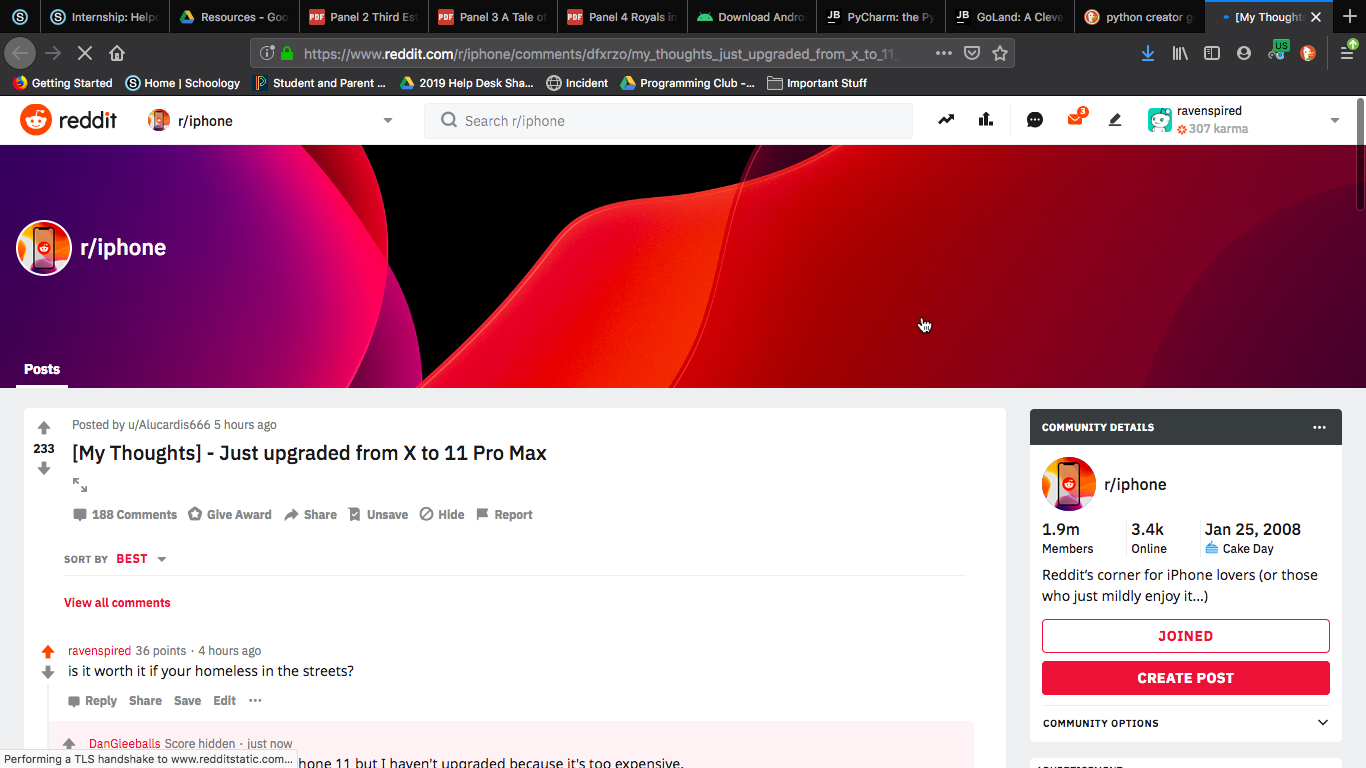 Internship: Help
Resources - Goo
Panel 2 Third Est
Panel 3 A Tale of
Panel 4 Royals in
Download Andro
PyCharm: the Py
GoLand: A Cleve
python creator g
[My Thought
https://www.reddit.com/r/iphone/comments/dfxrzo/my_thoughts_just_upgraded_from_x_to_11_
US
Getting Started
Home | Schoology
Student and Parent ...
2019 Help Desk Sha...
Incident
Programming Club -...
Important Stuff
reddit
r/iphone
Search r/iphone
3
ravenspired
307 karma
r/iphone
Posts
Posted by u/Alucardis666 5 hours ago
233
[My Thoughts] - Just upgraded from X to 11 Pro Max
188 Comments
Give Award
Share
Unsave
Hide
Report
SORT BY BEST
View all comments
ravenspired 36 points · 4 hours ago
is it worth it if your homeless in the streets?
Reply Share Save Edit ...
DanGleeballs Score hidden · just now
hone 11 but I haven't upgraded because it's too expensive.
Performing a TLS handshake to www.redditstatic.com...
COMMUNITY DETAILS
r/iphone
1.9m
Members
3.4k
Online
Jan 25, 2008
Cake Day
Reddit's corner for iPhone lovers (or those
who just mildly enjoy it...)
JOINED
CREATE POST
COMMUNITY OPTIONS